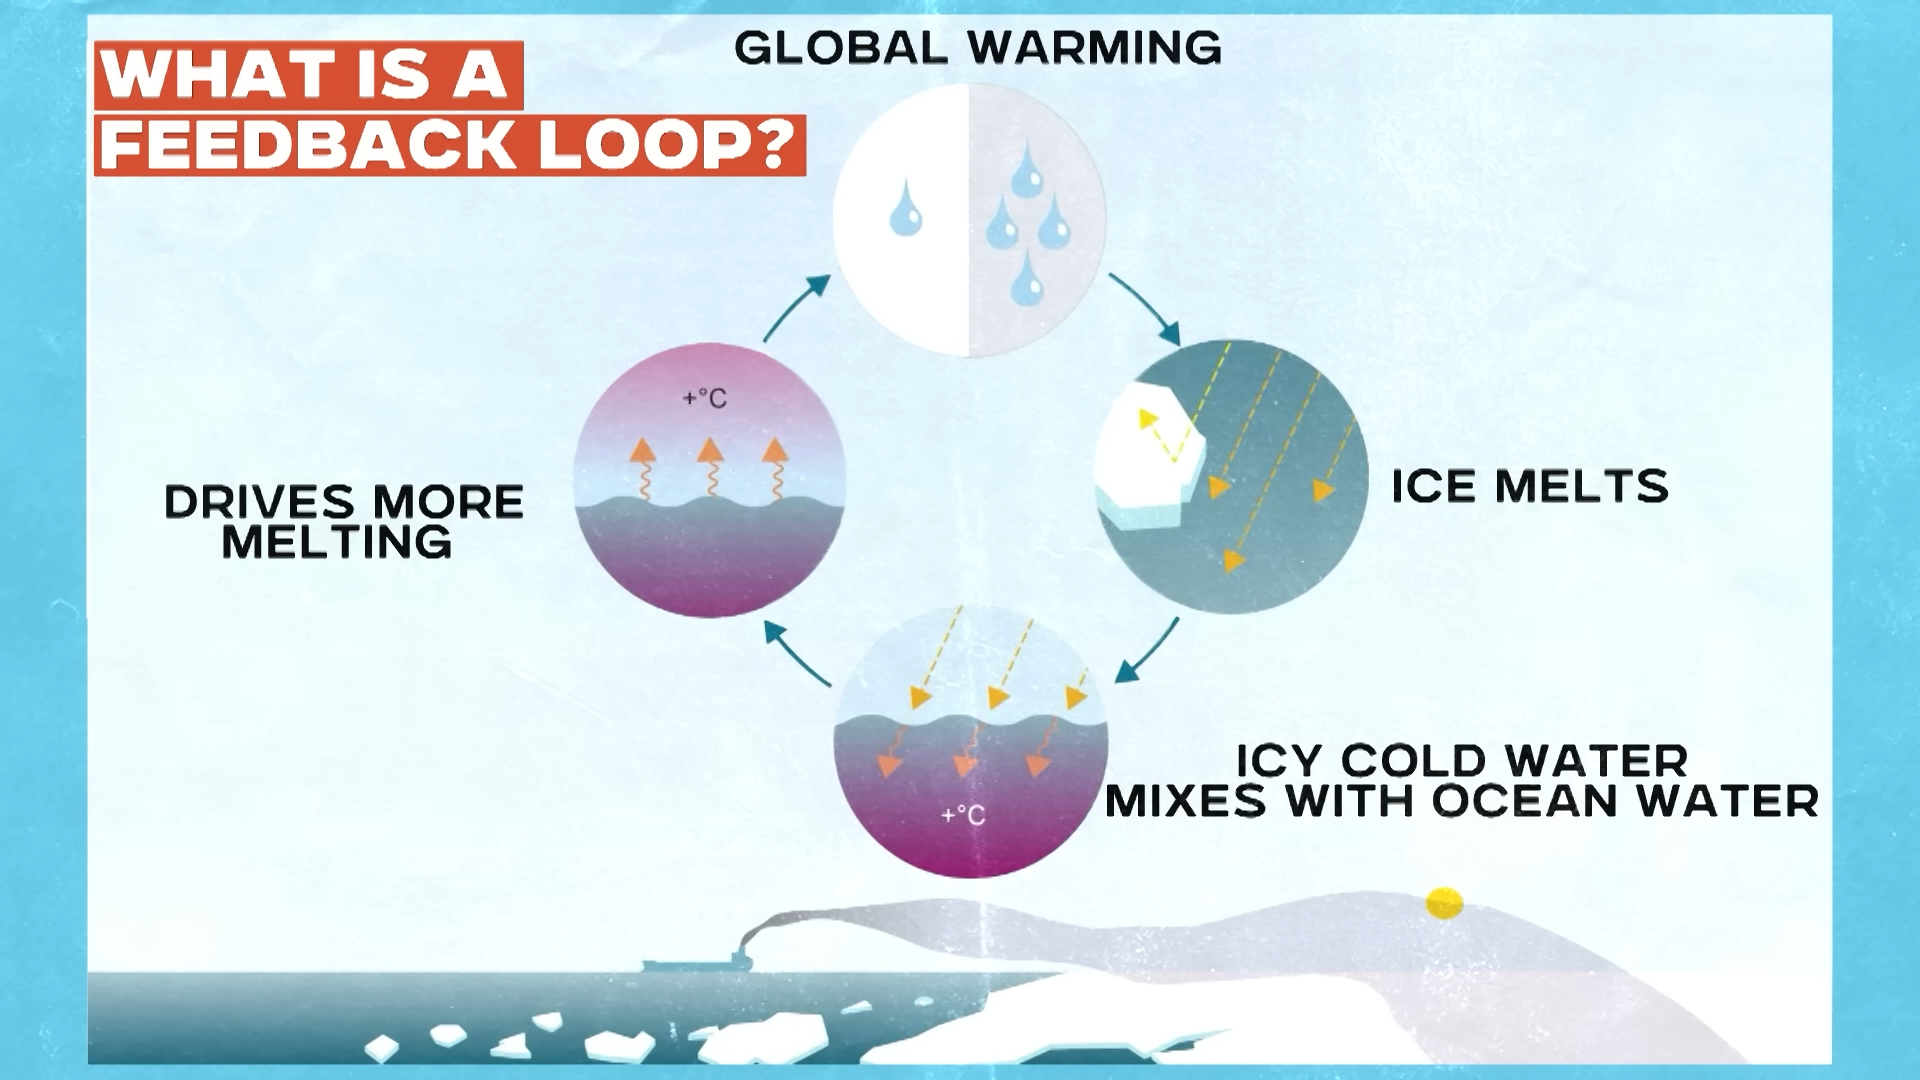 WHAT IS A
FEEDBACK LOOP?
GLOBAL WARMING
ICE MELTS
ICY COLD WATER
MIXES WITH OCEAN WATER
+°C
DRIVES MORE
MELTING
+°C